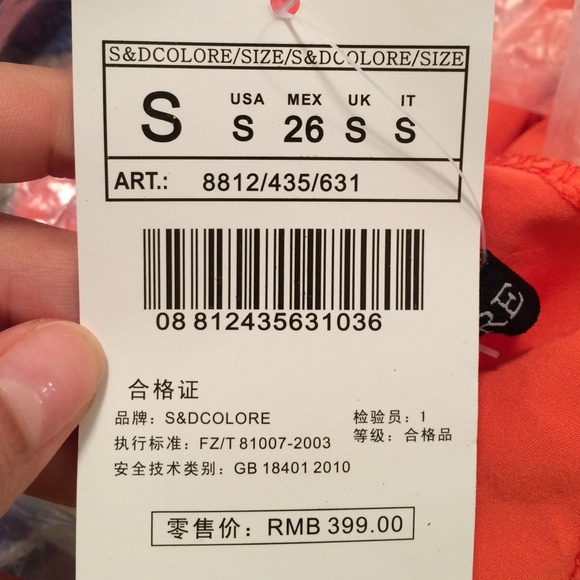 S&DCOLORE/SIZE/S&DCOLORE/SIZE
S USA MEX UK IT
S 26 S S
ART.: 8812/435/631
08 812435631036
合格证
品牌: S&DCOLORE 检验员: 1
执行标准: FZ/T 81007-2003 等级: 合格品
安全技术类别: GB 18401 2010
零售价: RMB 399.00